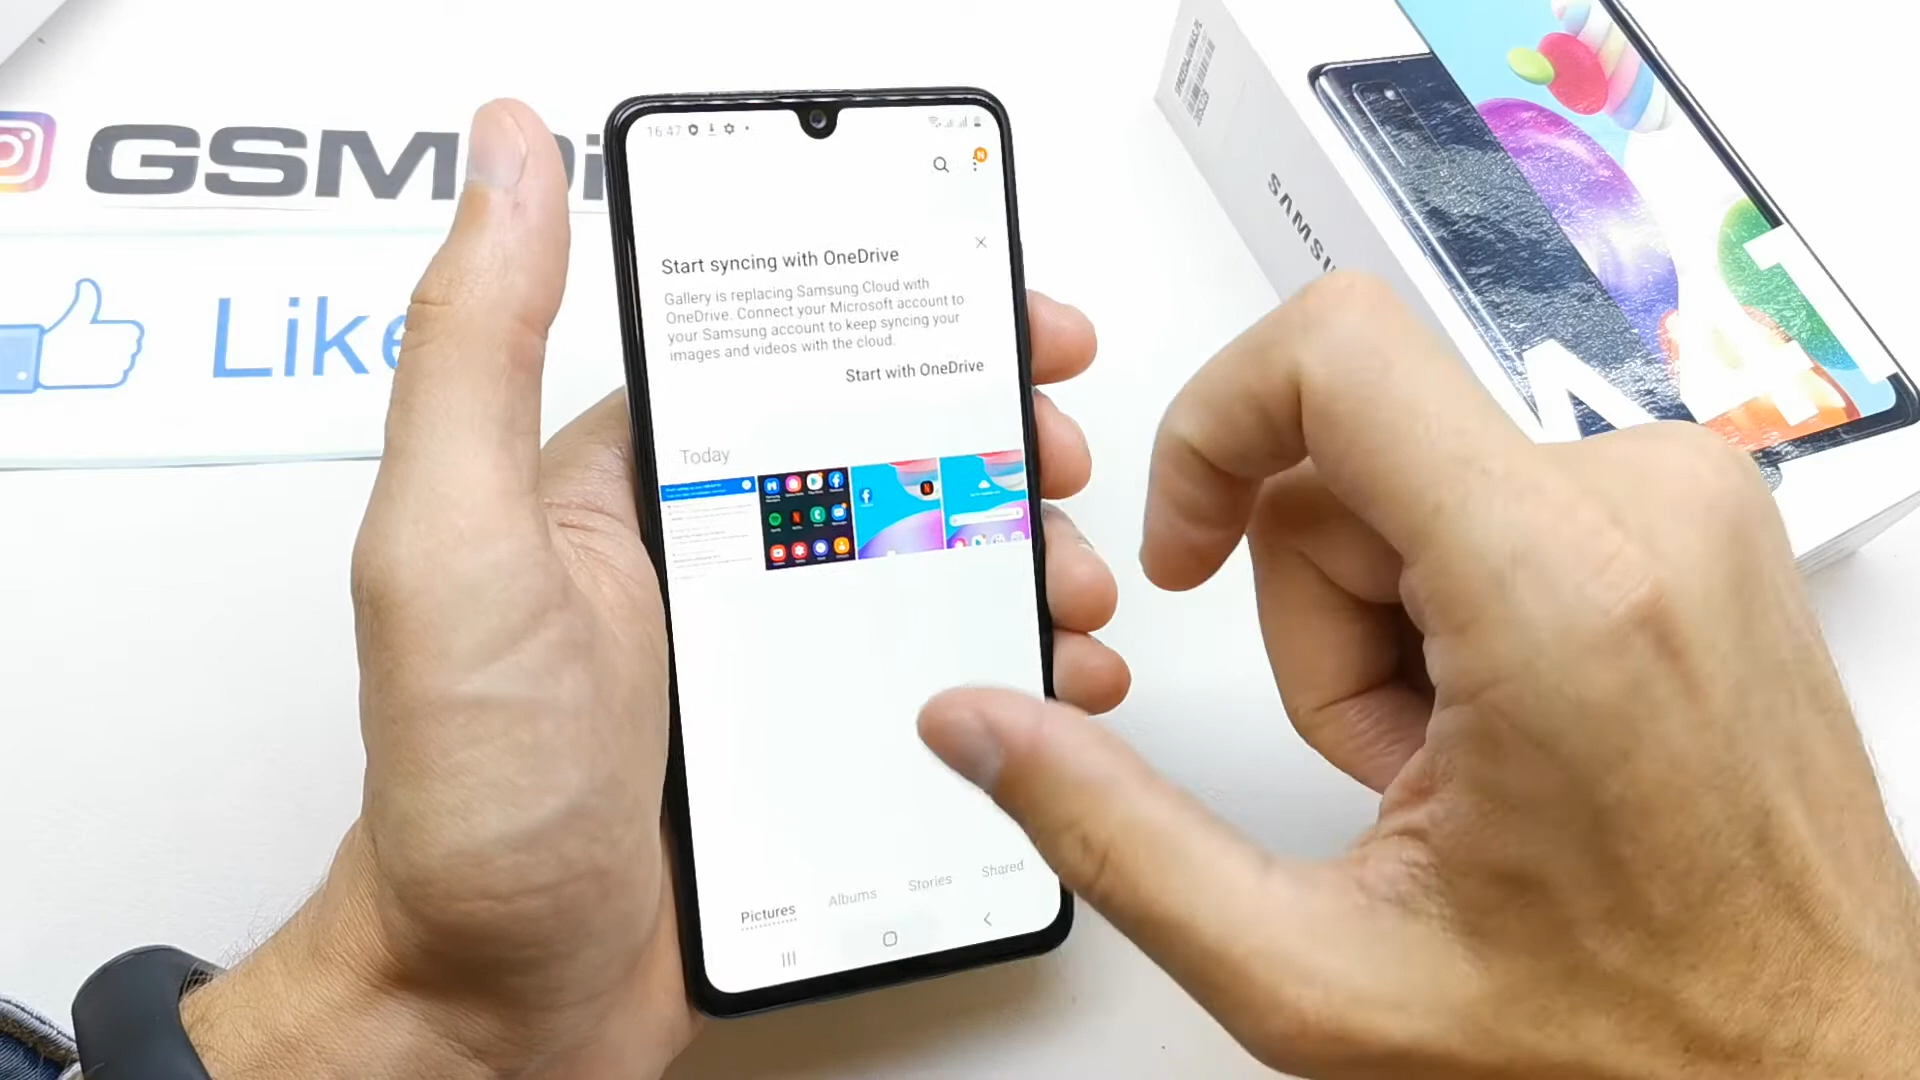 GSM
Like
16:47
N
Start syncing with OneDrive
Gallery is replacing Samsung Cloud with
OneDrive. Connect your Microsoft account to
your Samsung account to keep syncing your
images and videos with the cloud.
Start with OneDrive
Today
Pictures
Albums
Stories
Shared
SAMSU
A41